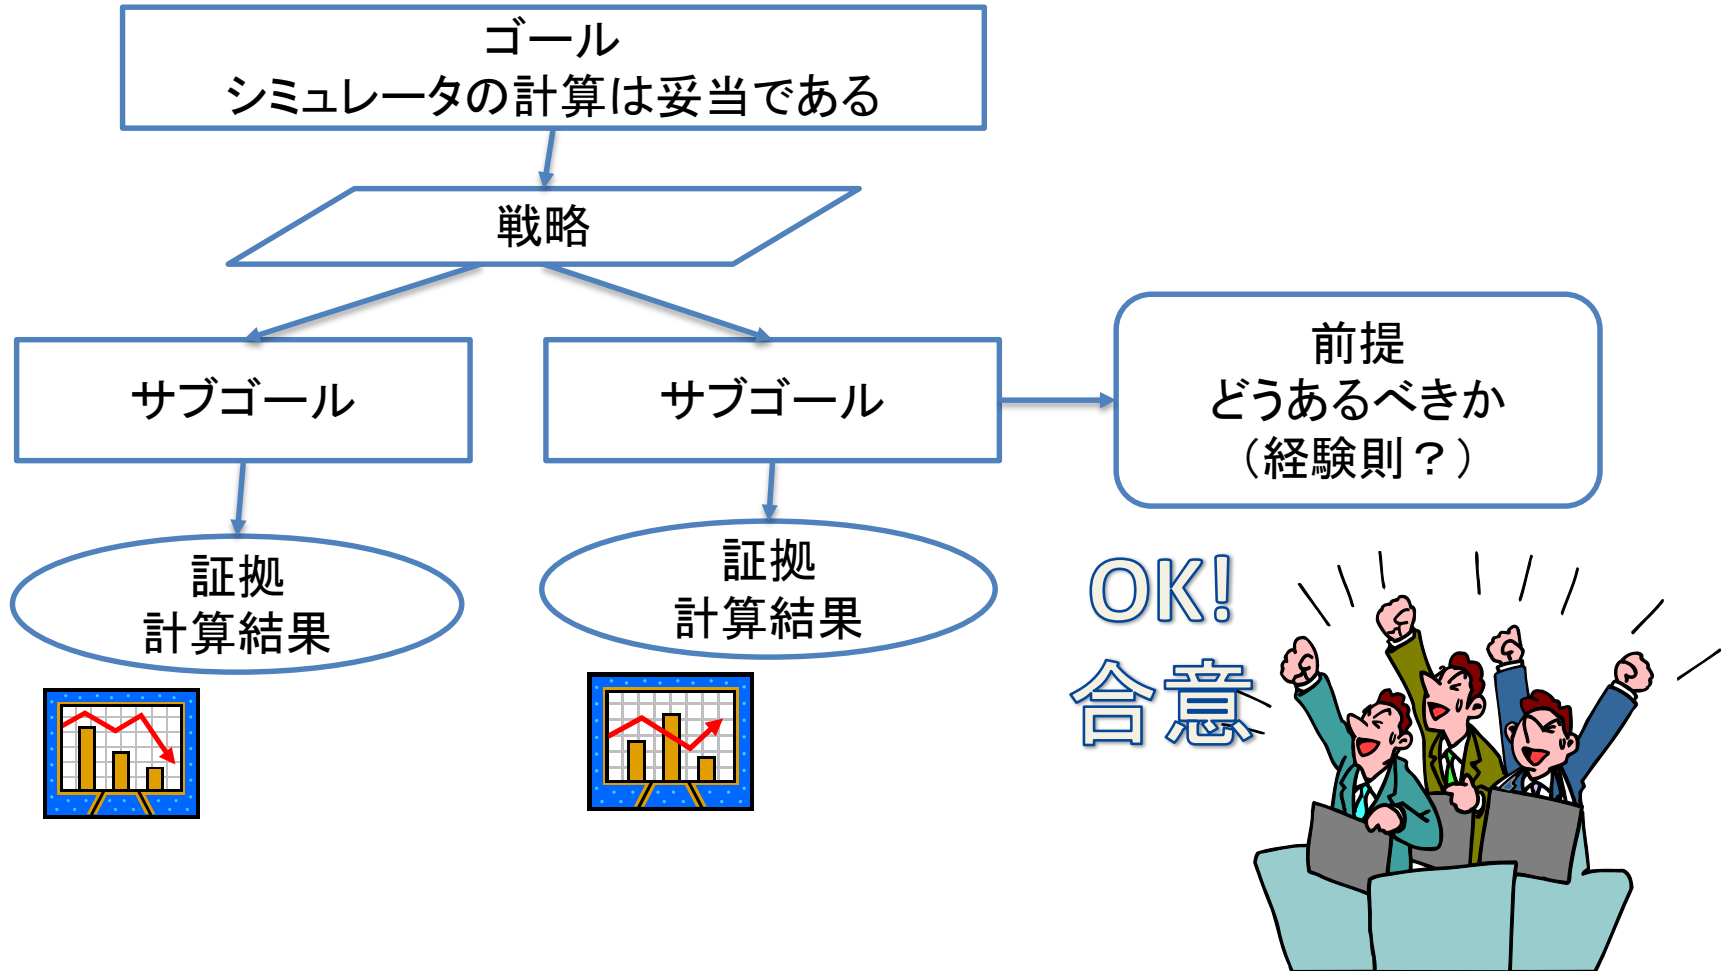 ゴール
シミュレータの計算は妥当である
戦略
サブゴール
サブゴール
前提
どうあるべきか
（経験則？）
証拠
計算結果
証拠
計算結果
OK!
合意